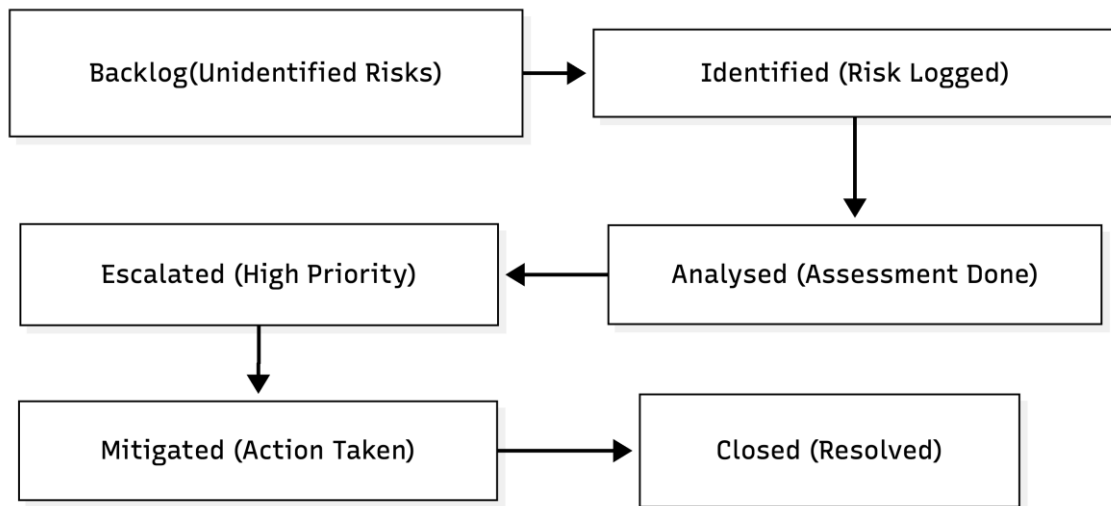 Backlog(Unidentified Risks)
Identified (Risk Logged)
Analysed (Assessment Done)
Escalated (High Priority)
Mitigated (Action Taken)
Closed (Resolved)